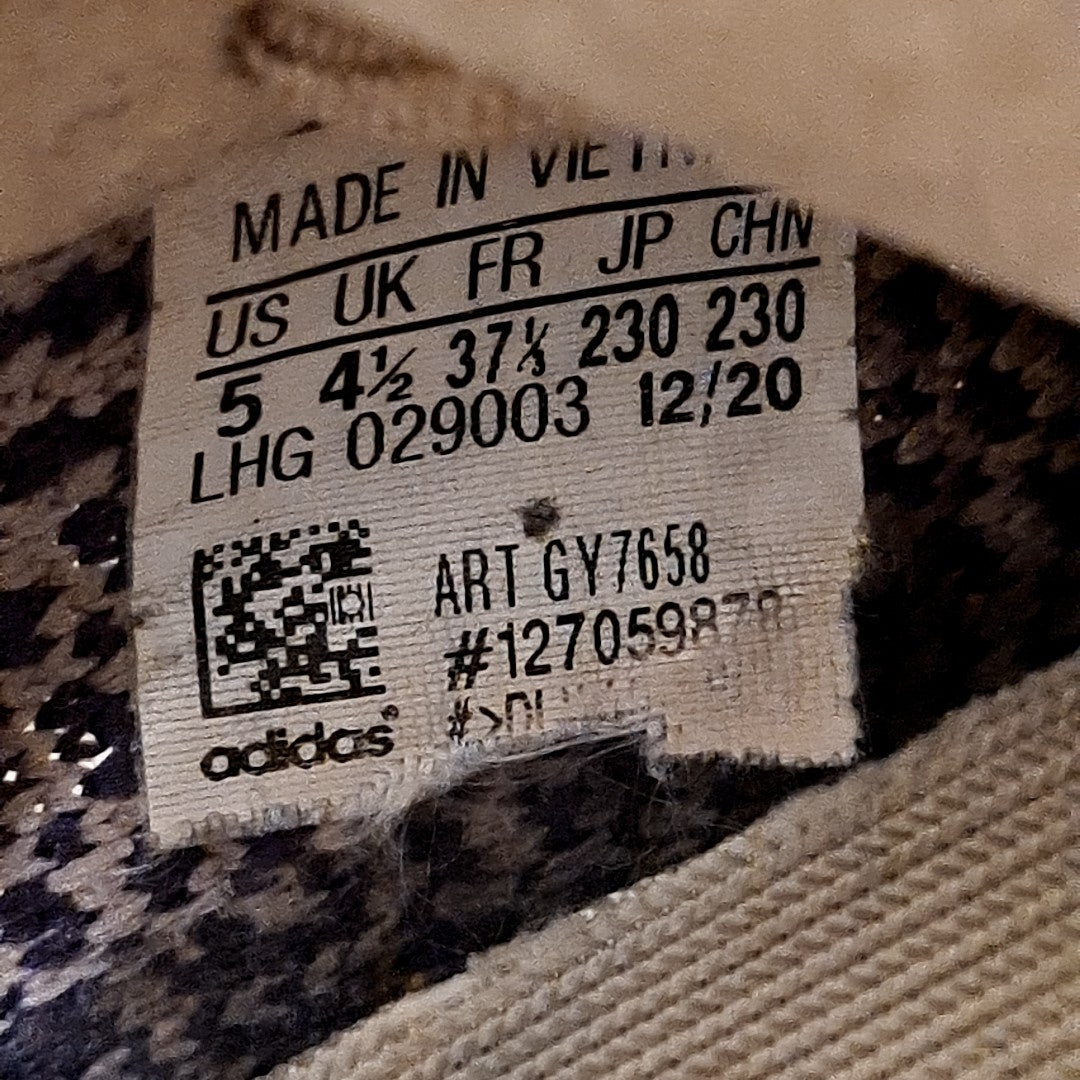 MADE IN
US UK FR JP CHN
5 4½ 37⅓ 230 230
LHG 029003 12/20
ART GY7658
#127059878
adidas